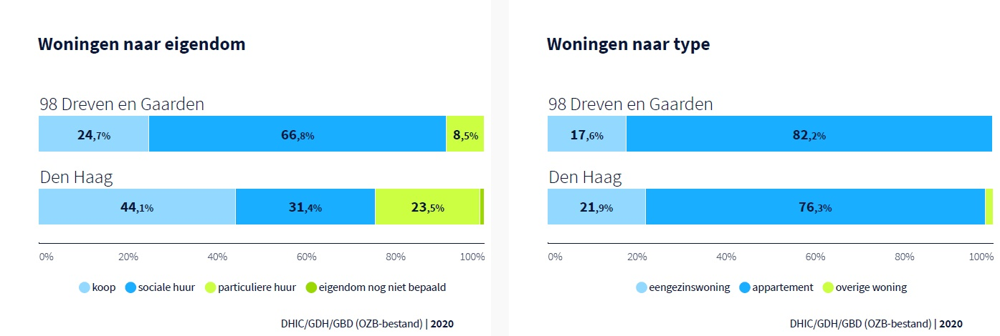 Woningen naar eigendom
98 Dreven en Gaarden
24,7% 66,8% 8,5%
Den Haag
44,1% 31,4% 23,5%
0% 20% 40% 60% 80% 100%
koop sociale huur particuliere huur eigendom nog niet bepaald
DHIC/GDH/GBD (OZB-bestand) | 2020
Woningen naar type
98 Dreven en Gaarden
17,6% 82,2%
Den Haag
21,9% 76,3%
0% 20% 40% 60% 80% 100%
eengezinswoning appartement overige woning
DHIC/GDH/GBD (OZB-bestand) | 2020